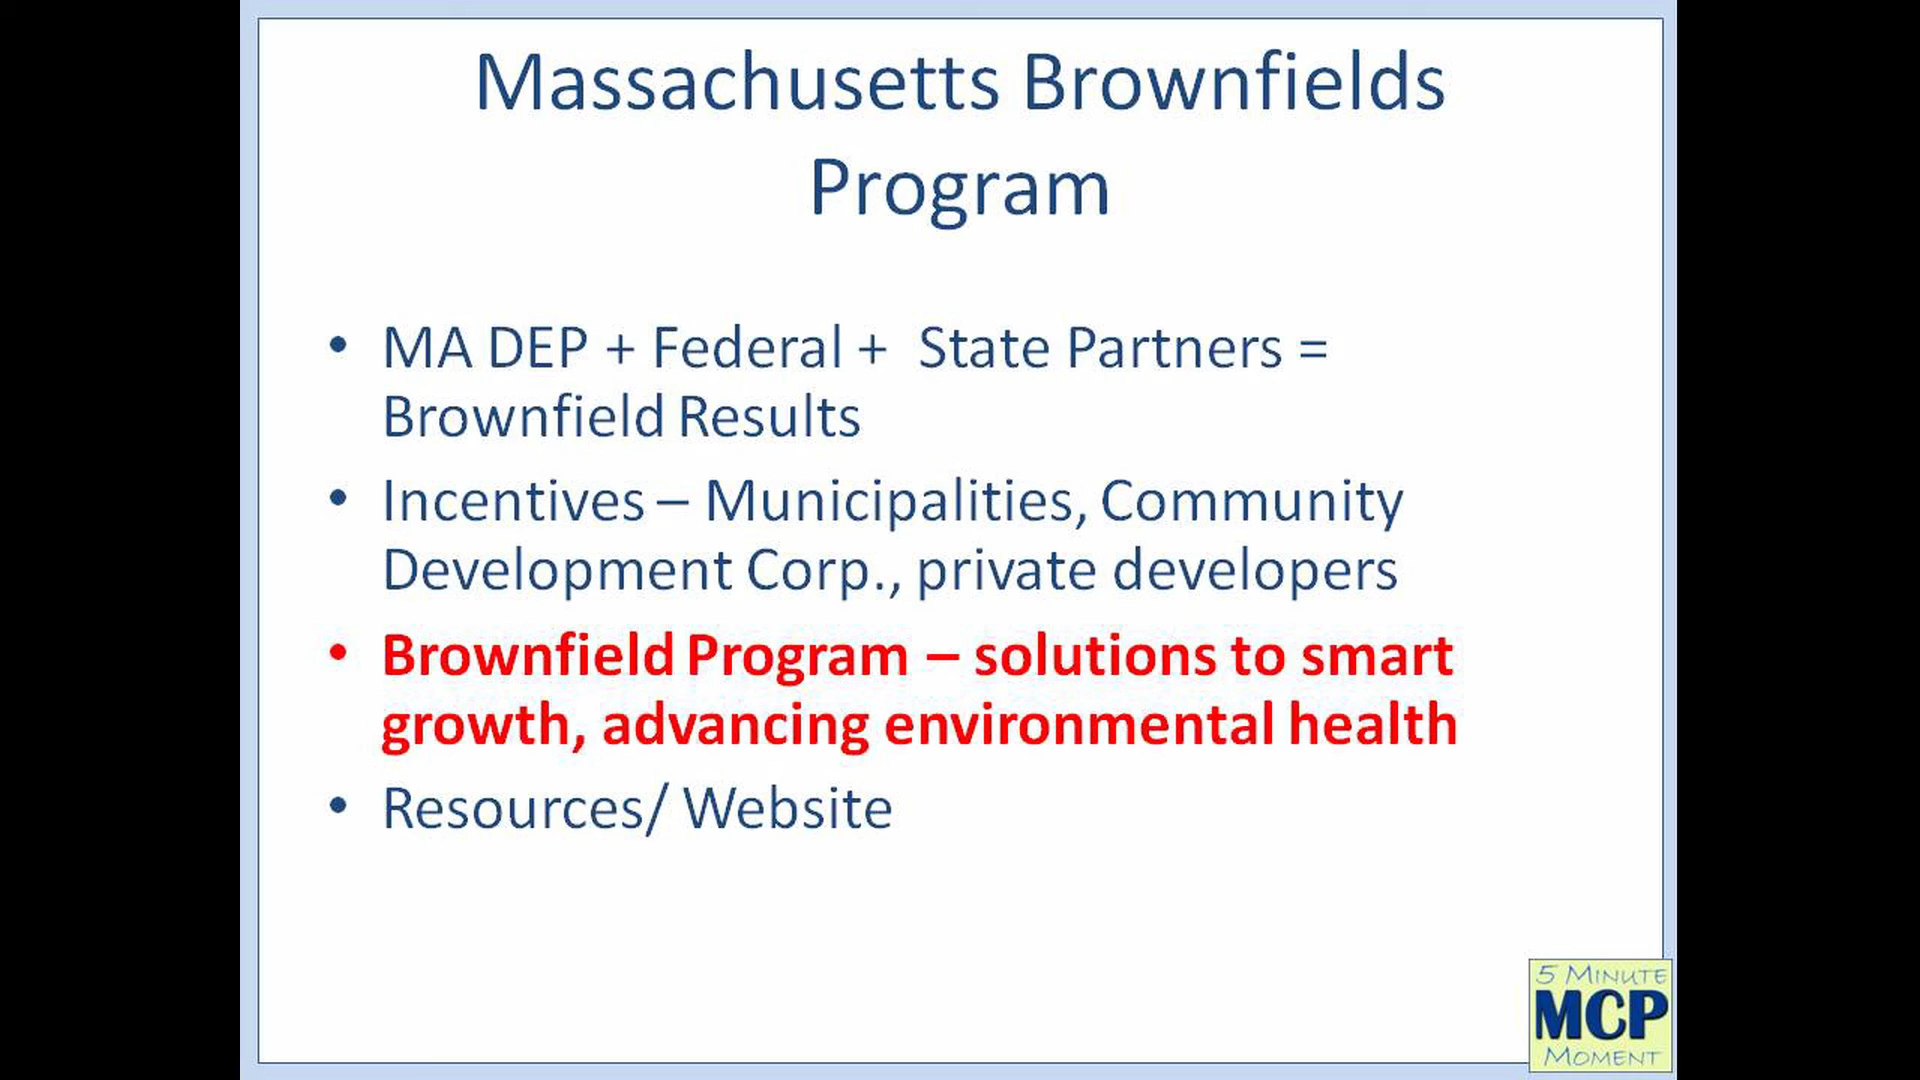 Massachusetts Brownfields
Program
• MA DEP + Federal + State Partners =
Brownfield Results
• Incentives – Municipalities, Community
Development Corp., private developers
• Brownfield Program – solutions to smart
growth, advancing environmental health
• Resources/ Website
5 MINUTE
MCP
MOMENT